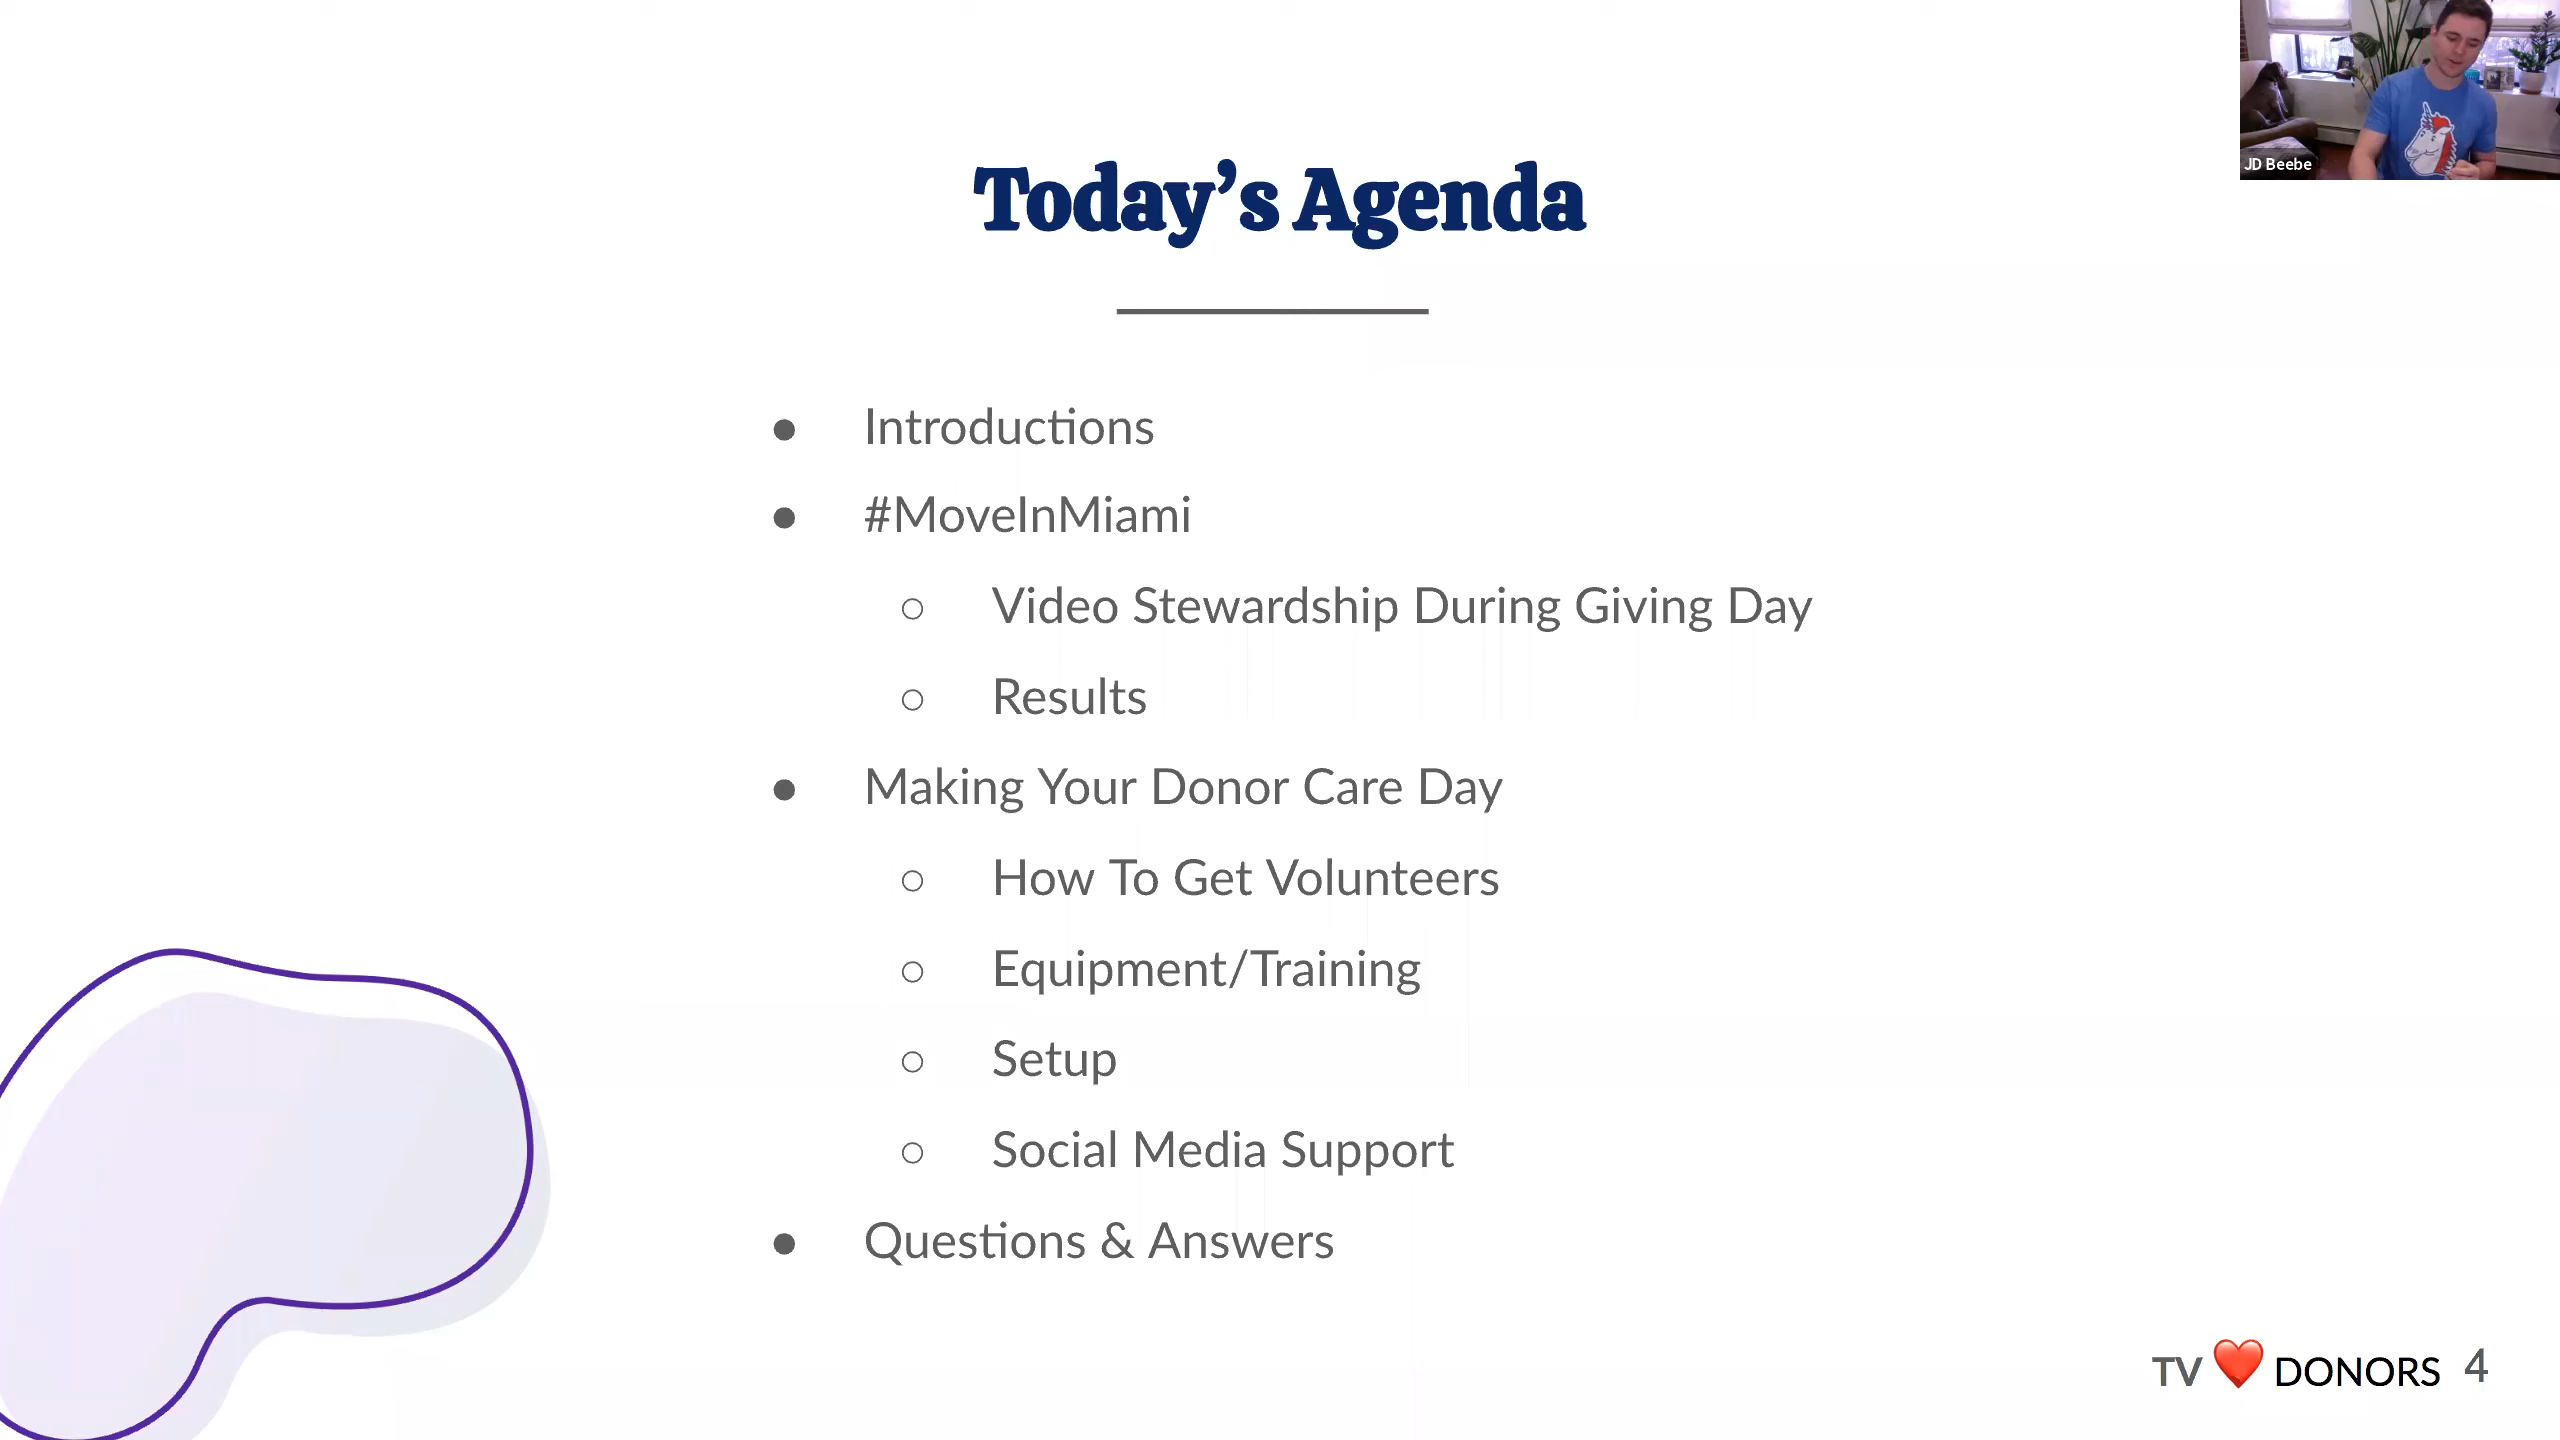 JD Beebe
Today’s Agenda
● Introductions
● #MoveInMiami
○ Video Stewardship During Giving Day
○ Results
● Making Your Donor Care Day
○ How To Get Volunteers
○ Equipment/Training
○ Setup
○ Social Media Support
● Questions & Answers
TV ❤️ DONORS 4